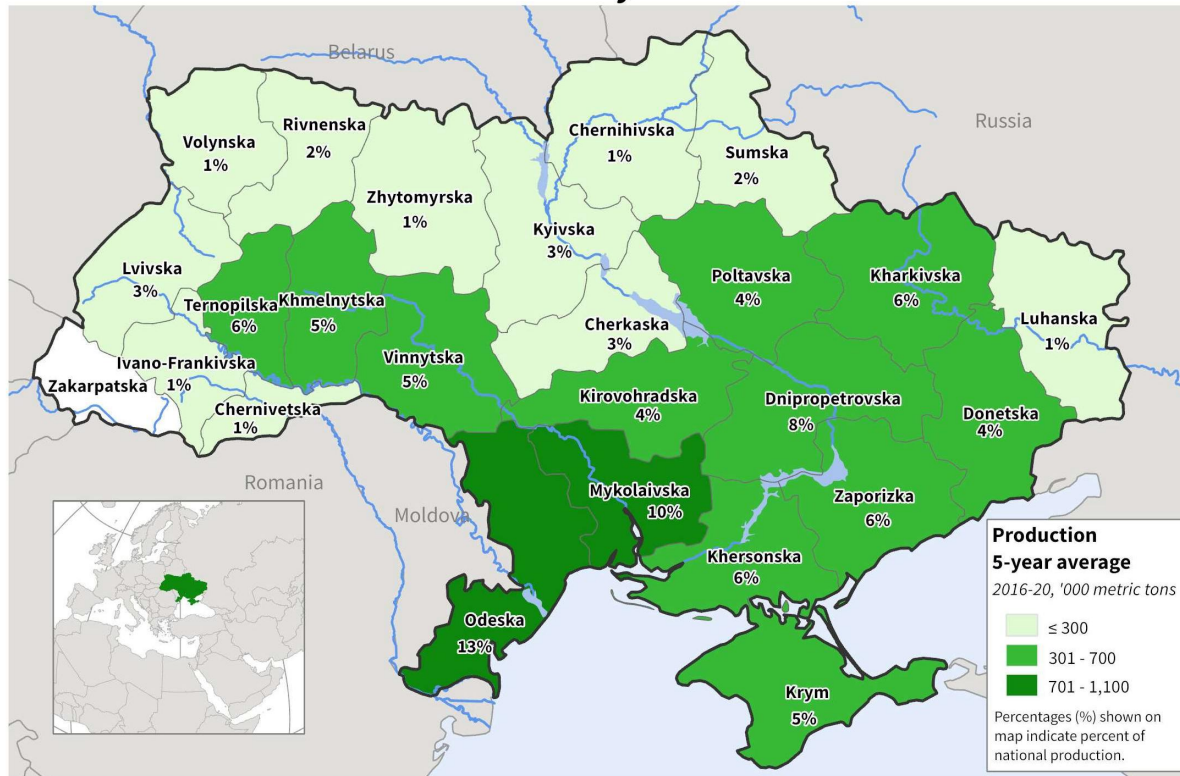 Belarus
Russia
Volynska
1%
Rivnenska
2%
Zhytomyrska
1%
Chernihivska
1%
Sumska
2%
Kyivska
3%
Lvivska
3%
Ternopilska
6%
Khmelnytska
5%
Vinnytska
5%
Cherkaska
3%
Poltavska
4%
Kharkivska
6%
Luhanska
1%
Zakarpatska
Ivano-Frankivska
1%
Chernivetska
1%
Kirovohradska
4%
Dnipropetrovska
8%
Donetska
4%
Romania
Moldova
Mykolaivska
10%
Zaporizka
6%
Khersonska
6%
Odeska
13%
Krym
5%
Production
5-year average
2016-20, '000 metric tons
≤ 300
301 - 700
701 - 1,100
Percentages (%) shown on
map indicate percent of
national production.